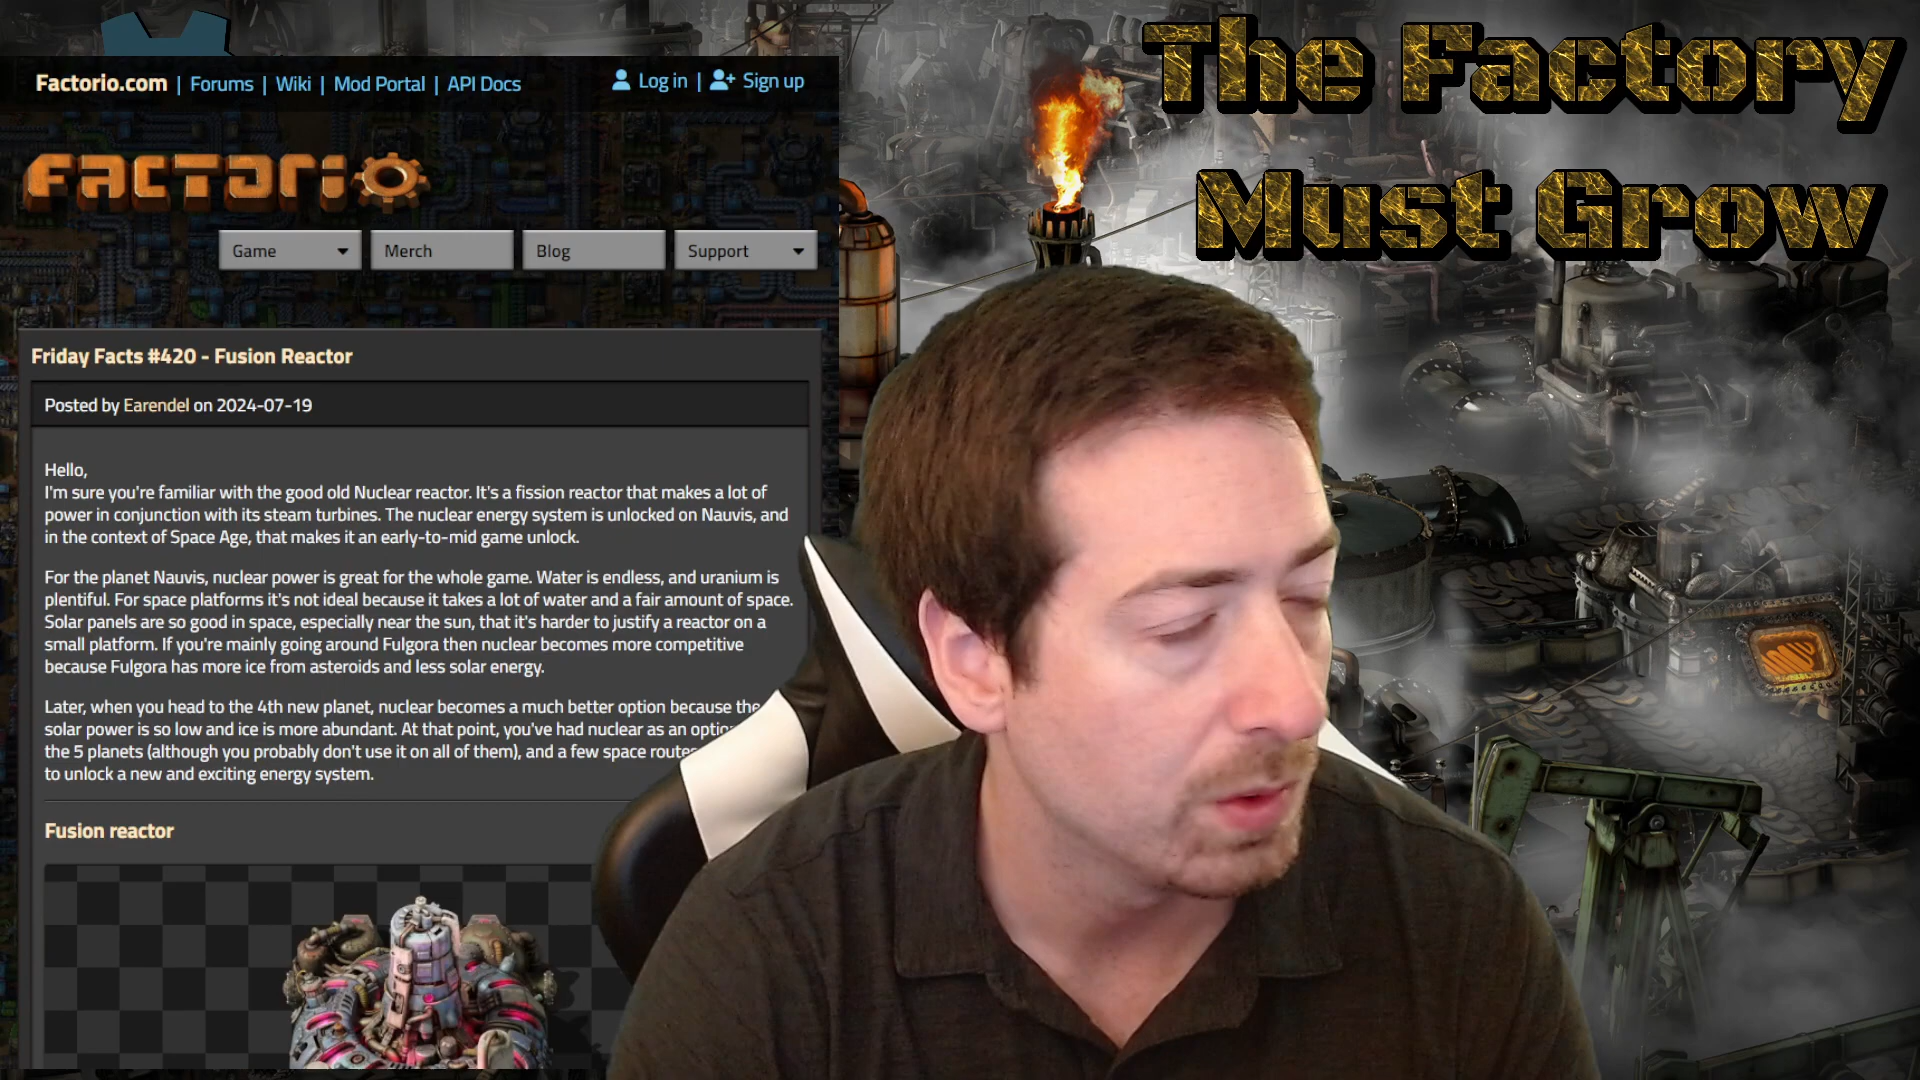 The Factory
Must Grow
Factorio.com | Forums | Wiki | Mod Portal | API Docs
Log in | Sign up
FACTORIO
Game
Merch
Blog
Support
Friday Facts #420 - Fusion Reactor
Posted by Earendel on 2024-07-19
Hello,
I'm sure you're familiar with the good old Nuclear reactor. It's a fission reactor that makes a lot of
power in conjunction with its steam turbines. The nuclear energy system is unlocked on Nauvis, and
in the context of Space Age, that makes it an early-to-mid game unlock.
For the planet Nauvis, nuclear power is great for the whole game. Water is endless, and uranium is
plentiful. For space platforms it's not ideal because it takes a lot of water and a fair amount of space.
Solar panels are so good in space, especially near the sun, that it's harder to justify a reactor on a
small platform. If you're mainly going around Fulgora then nuclear becomes more competitive
because Fulgora has more ice from asteroids and less solar energy.
Later, when you head to the 4th new planet, nuclear becomes a much better option because the
solar power is so low and ice is more abundant. At that point, you've had nuclear as an
the 5 planets (although you probably don't use it on all of them), and a few space routes
to unlock a new and exciting energy system.
Fusion reactor